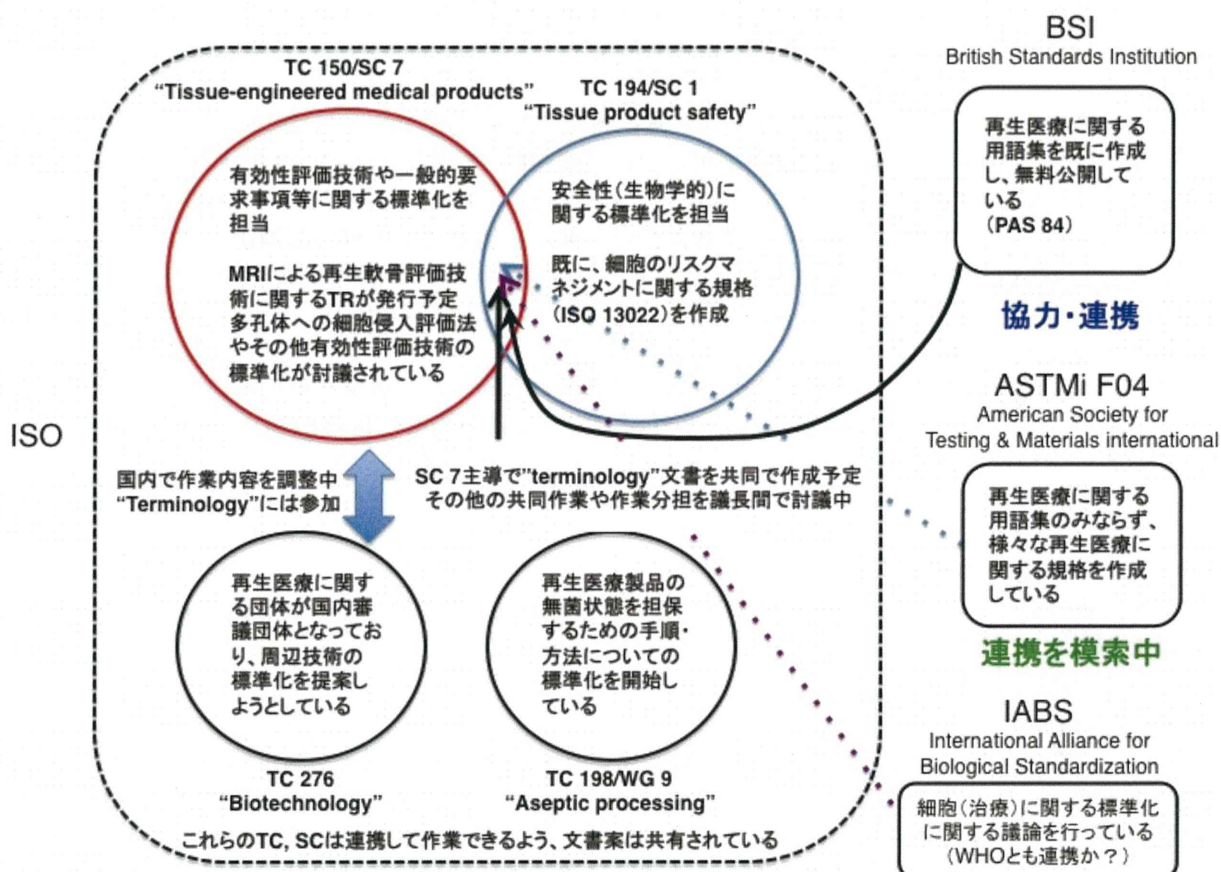 TC 150/SC 7
“Tissue-engineered medical products”
TC 194/SC 1
“Tissue product safety”
有効性評価技術や一般的要
求事項等に関する標準化を
担当
MRIによる再生軟骨評価技
術に関するTRが発行予定
多孔体への細胞侵入評価法
やその他有効性評価技術の
標準化が討議されている
安全性(生物学的)に
関する標準化を担当
既に、細胞のリスクマ
ネジメントに関する規格
(ISO 13022)を作成
ISO
国内で作業内容を調整中
“Terminology”には参加
SC 7主導で”terminology”文書を共同で作成予定
その他の共同作業や作業分担を議長間で討議中
再生医療に関す
る団体が国内審
議団体となってお
り、周辺技術の
標準化を提案し
ようとしている
TC 276
“Biotechnology”
再生医療製品の
無菌状態を担保
するための手順・
方法についての
標準化を開始し
ている
TC 198/WG 9
“Aseptic processing”
これらのTC, SCは連携して作業できるよう、文書案は共有されている
BSI
British Standards Institution
再生医療に関する
用語集を既に作成
し、無料公開して
いる
(PAS 84)
協力・連携
ASTMi F04
American Society for
Testing & Materials international
再生医療に関する
用語集のみならず、
様々な再生医療に
関する規格を作成
している
連携を模索中
IABS
International Alliance for
Biological Standardization
細胞(治療)に関する標準化
に関する議論を行っている
(WHOとも連携か?)